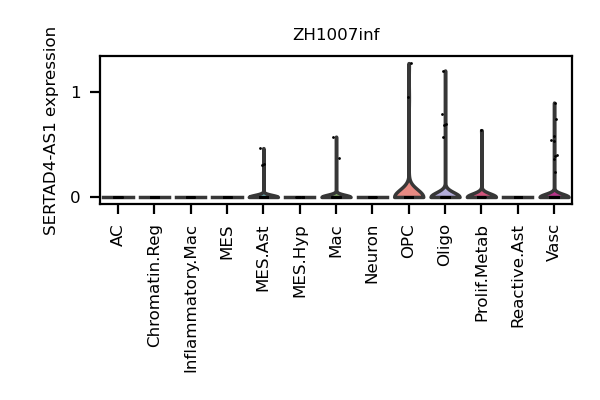 ZH1007inf
SERTAD4-AS1 expression
1
0
AC
Chromatin.Reg
Inflammatory.Mac
MES
MES.Ast
MES.Hyp
Mac
Neuron
OPC
Oligo
Prolif.Metab
Reactive.Ast
Vasc